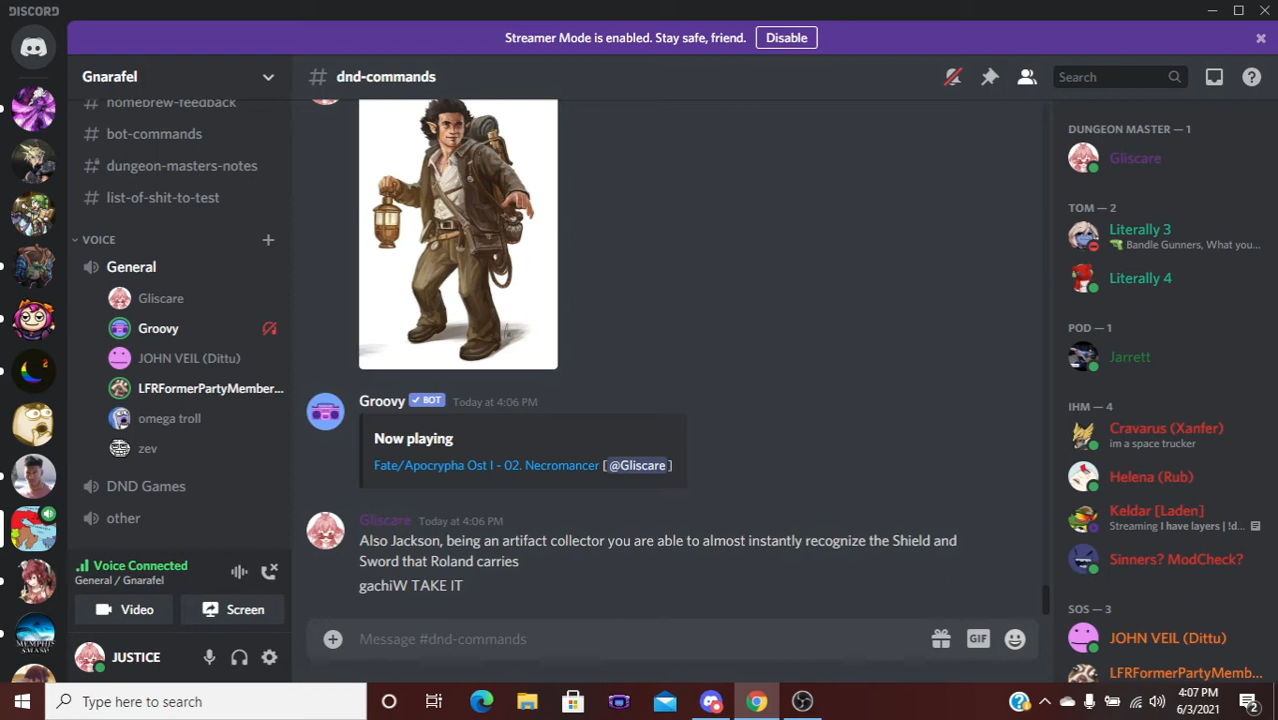 DISCORD
Streamer Mode is enabled. Stay safe, friend.
Disable
Gnarafel
homebrew-feedback
bot-commands
dungeon-masters-notes
list-of-shit-to-test
VOICE
General
Gliscare
Groovy
JOHN VEIL (Dittu)
LFRFormerPartyMember...
omega troll
zev
DND Games
other
Voice Connected
General / Gnarafel
Video
Screen
JUSTICE
dnd-commands
Search
Groovy BOT Today at 4:06 PM
Now playing
Fate/Apocrypha Ost I - 02. Necromancer [ @Gliscare ]
Gliscare Today at 4:06 PM
Also Jackson, being an artifact collector you are able to almost instantly recognize the Shield and
Sword that Roland carries
gachiW TAKE IT
Message #dnd-commands
GIF
DUNGEON MASTER — 1
Gliscare
TOM — 2
Literally 3
Bandle Gunners, What you...
Literally 4
POD — 1
Jarrett
IHM — 4
Cravarus (Xanfer)
im a space trucker
Helena (Rub)
Keldar [Laden]
Streaming I have layers | !d...
Sinners? ModCheck?
SOS — 3
JOHN VEIL (Dittu)
LFRFormerPartyMemb...
Type here to search
4:07 PM
6/3/2021
2